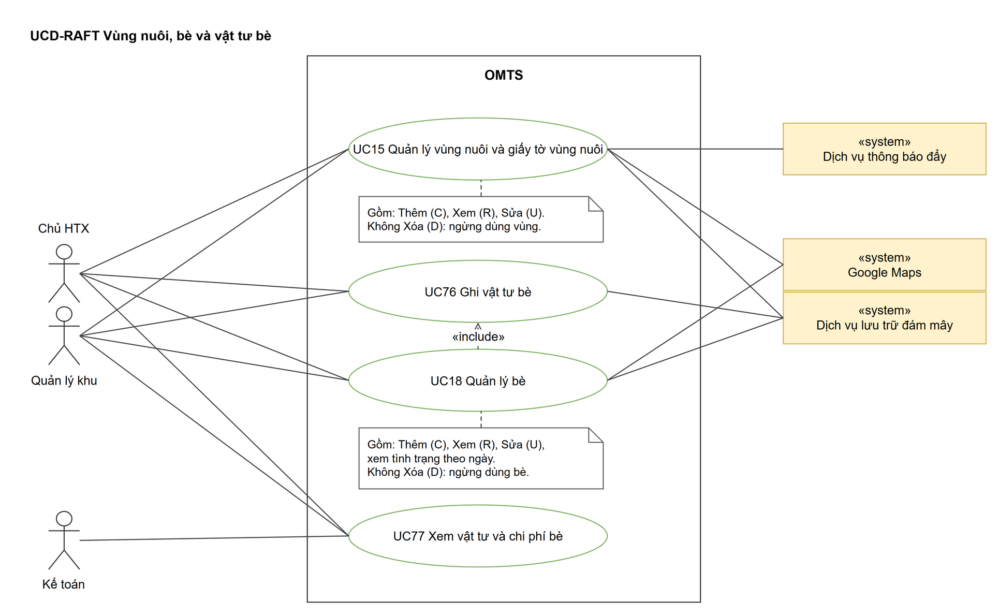 UCD-RAFT Vùng nuôi, bè và vật tư bè
OMTS
UC15 Quản lý vùng nuôi và giấy tờ vùng nuôi
«system»
Dịch vụ thông báo đẩy
Gồm: Thêm (C), Xem (R), Sửa (U).
Không Xóa (D): ngừng dùng vùng.
Chủ HTX
«system»
Google Maps
UC76 Ghi vật tư bè
«system»
Dịch vụ lưu trữ đám mây
«include»
Quản lý khu
UC18 Quản lý bè
Gồm: Thêm (C), Xem (R), Sửa (U),
xem tình trạng theo ngày.
Không Xóa (D): ngừng dùng bè.
UC77 Xem vật tư và chi phí bè
Kế toán